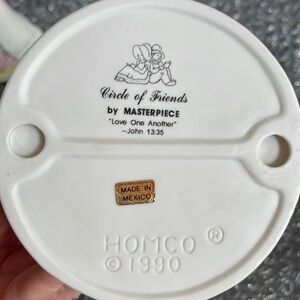 Circle of Friends
by MASTERPIECE
"Love One Another"
—John 13:35
MADE IN
MEXICO
HOMCO ®
© 1990